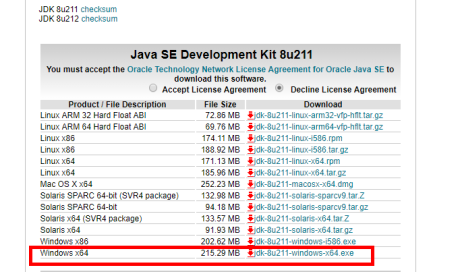 JDK 8u211 checksum
JDK 8u212 checksum
Java SE Development Kit 8u211
You must accept the Oracle Technology Network License Agreement for Oracle Java SE to
download this software.
Accept License Agreement Decline License Agreement
Product / File Description File Size Download
Linux ARM 32 Hard Float ABI 72.86 MB jdk-8u211-linux-arm32-vfp-hflt.tar.gz
Linux ARM 64 Hard Float ABI 69.76 MB jdk-8u211-linux-arm64-vfp-hflt.tar.gz
Linux x86 174.11 MB jdk-8u211-linux-i586.rpm
Linux x86 188.92 MB jdk-8u211-linux-i586.tar.gz
Linux x64 171.13 MB jdk-8u211-linux-x64.rpm
Linux x64 185.96 MB jdk-8u211-linux-x64.tar.gz
Mac OS X x64 252.23 MB jdk-8u211-macosx-x64.dmg
Solaris SPARC 64-bit (SVR4 package) 132.98 MB jdk-8u211-solaris-sparcv9.tar.Z
Solaris SPARC 64-bit 94.18 MB jdk-8u211-solaris-sparcv9.tar.gz
Solaris x64 (SVR4 package) 133.57 MB jdk-8u211-solaris-x64.tar.Z
Solaris x64 91.93 MB jdk-8u211-solaris-x64.tar.gz
Windows x86 202.62 MB jdk-8u211-windows-i586.exe
Windows x64 215.29 MB jdk-8u211-windows-x64.exe